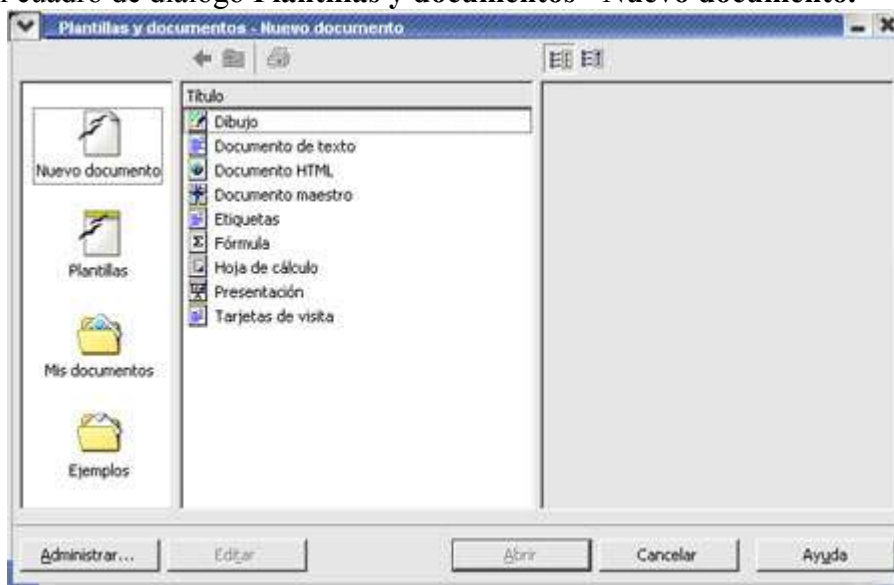 cuadro de diálogo Plantillas y documentos - Nuevo documento.
Plantillas y documentos - Nuevo documento
Título
Dibujo
Documento de texto
Documento HTML
Documento maestro
Etiquetas
Fórmula
Hoja de cálculo
Presentación
Tarjetas de visita
Nuevo documento
Plantillas
Mis documentos
Ejemplos
Administrar...
Editar
Abrir
Cancelar
Ayuda